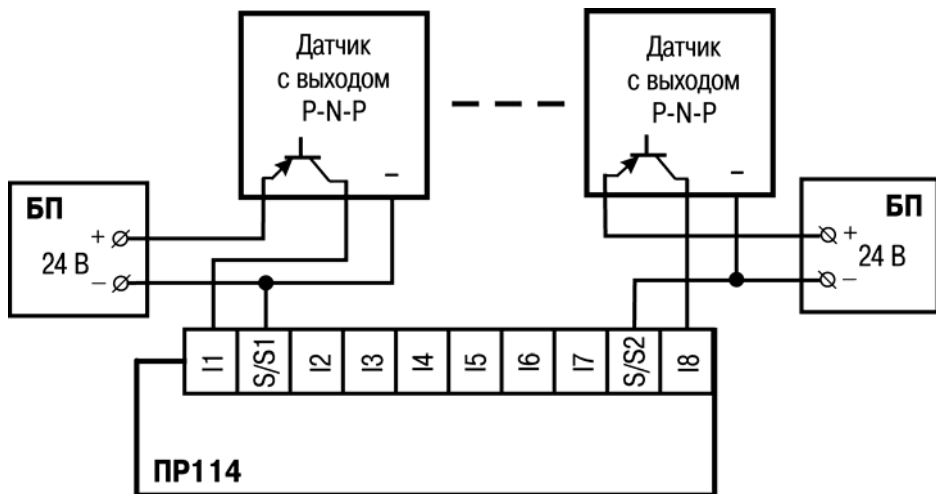 Датчик
с выходом
P-N-P
–
Датчик
с выходом
P-N-P
–
БП
+
24 В
–
БП
+
24 В
–
I1
S/S1
I2
I3
I4
I5
I6
I7
S/S2
I8
ПР114